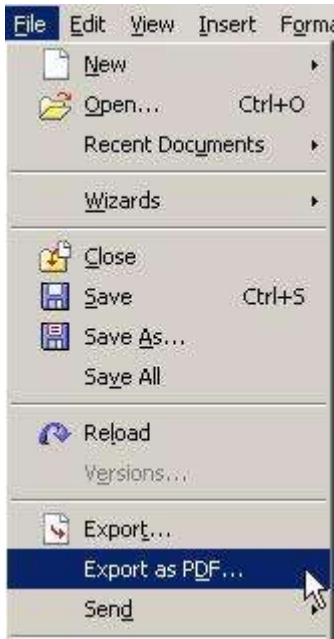 File Edit View Insert Forma
New
Open... Ctrl+O
Recent Documents
Wizards
Close
Save Ctrl+S
Save As...
Save All
Reload
Versions...
Export...
Export as PDF...
Send